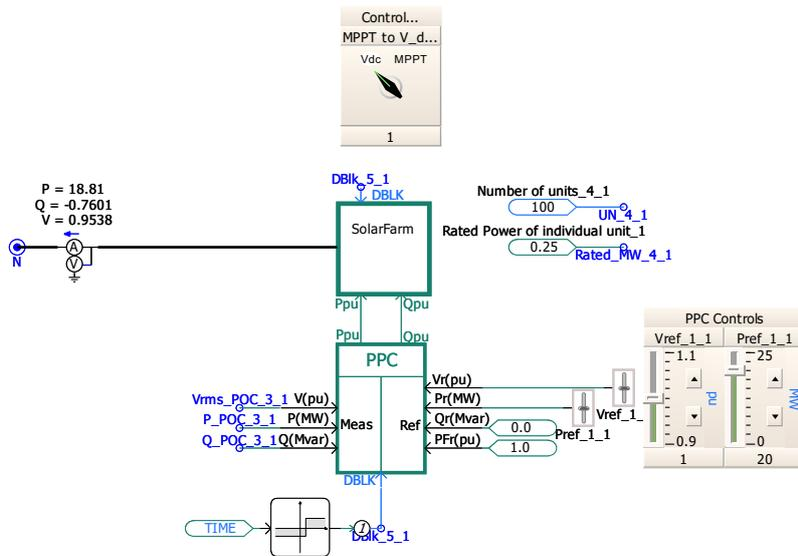 Control...
MPPT to V_d...
Vdc MPPT
1
P = 18.81
Q = -0.7601
V = 0.9538
A
V
N
DBlk_5_1
DBLK
SolarFarm
Number of units_4_1
100
UN_4_1
Rated Power of individual unit_1
0.25
Rated_MW_4_1
Ppu Qpu
Ppu Qpu
PPC
Meas
Ref
Vrms_POC_3_1 V(pu)
P_POC_3_1 P(MW)
Q_POC_3_1 Q(Mvar)
Vr(pu)
Pr(MW)
Qr(Mvar) 0.0
PFr(pu) 1.0
Vref_1_
Pref_1_1
DBLK
TIME
1
DBlk_5_1
PPC Controls
Vref_1_1 Pref_1_1
1.1 25
pu MW
0.9 0
1 20